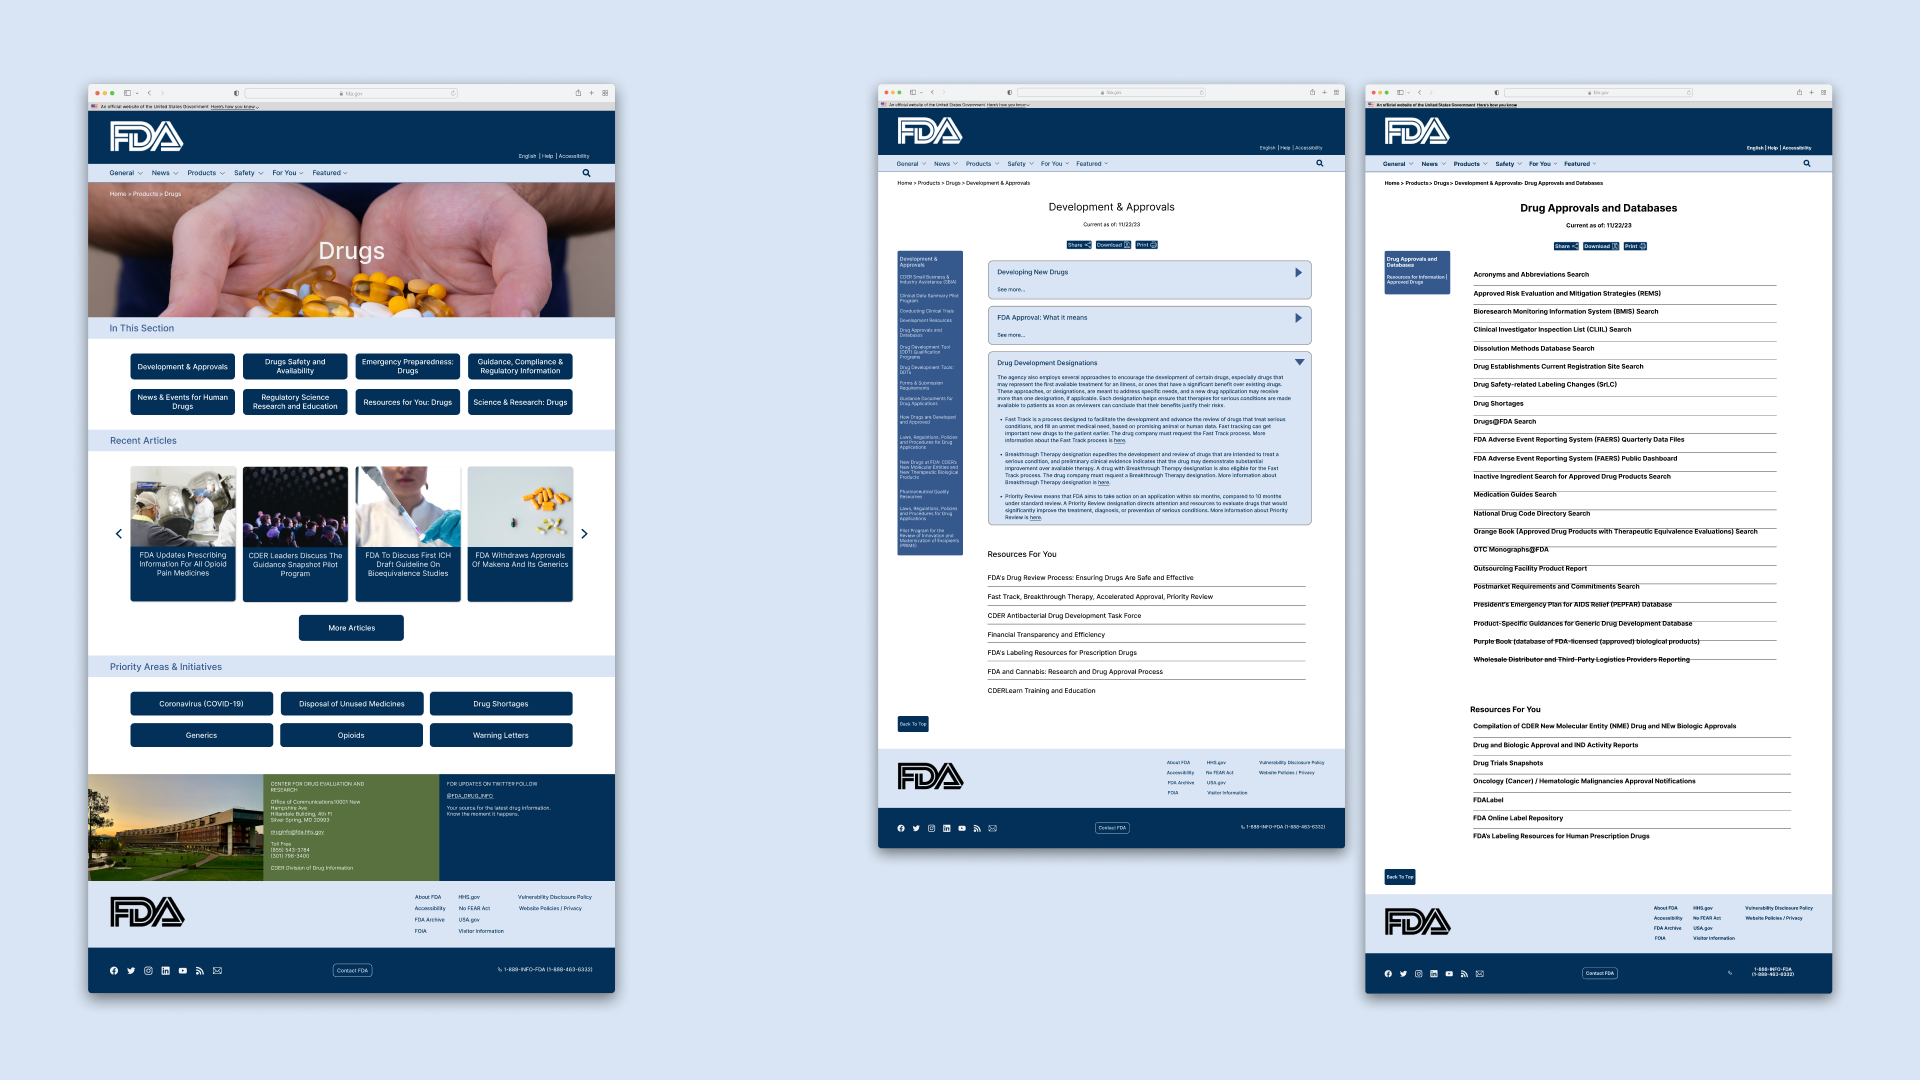 fda.gov
An official website of the United States Government Here's how you know
FDA
English | Help | Accessibility
General News Products Safety For You Featured
Home > Products > Drugs
Drugs
In This Section
Development & Approvals
Drugs Safety and
Availability
Emergency Preparedness:
Drugs
Guidance, Compliance &
Regulatory Information
News & Events for Human
Drugs
Regulatory Science
Research and Education
Resources for You: Drugs
Science & Research: Drugs
Recent Articles
FDA Updates Prescribing
Information For All Opioid
Pain Medicines
CDER Leaders Discuss The
Guidance Snapshot Pilot
Program
FDA To Discuss First ICH
Draft Guideline On
Bioequivalence Studies
FDA Withdraws Approvals
Of Makena And Its Generics
More Articles
Priority Areas & Initiatives
Coronavirus (COVID-19)
Disposal of Unused Medicines
Drug Shortages
Generics
Opioids
Warning Letters
CENTER FOR DRUG EVALUATION AND
RESEARCH
Office of Communications10001 New
Hampshire Ave
Hillandale Building, 4th Fl
Silver Spring, MD 20993
druginfo@fda.hhs.gov
Toll Free
(855) 543-3784
(301) 796-3400
CDER Division of Drug Information
FOR UPDATES ON TWITTER FOLLOW
@FDA_DRUG_INFO
Your source for the latest drug information.
Know the moment it happens.
FDA
About FDA HHS.gov Vulnerability Disclosure Policy
Accessibility No FEAR Act Website Policies / Privacy
FDA Archive USA.gov
FOIA Visitor Information
Contact FDA
1-888-INFO-FDA (1-888-463-6332)
fda.gov
An official website of the United States Government Here's how you know
FDA
English | Help | Accessibility
General News Products Safety For You Featured
Home > Products > Drugs > Development & Approvals
Development & Approvals
Current as of: 11/22/23
Share Download Print
Development &
Approvals
CDER Small Business &
Industry Assistance (SBIA)
Clinical Data Summary Pilot
Program
Conducting Clinical Trials
Development Resources
Drug Approvals and
Databases
Drug Development Tool
(DDT) Qualification
Programs
Drug Development Tools:
DDTs
Forms & Submission
Requirements
Guidance Documents for
Drug Applications
How Drugs are Developed
and Approved
Laws, Regulations, Policies
and Procedures for Drug
Applications
New Drugs at FDA: CDER's
New Molecular Entities and
New Therapeutic Biological
Products
Pharmaceutical Quality
Resources
Laws, Regulations, Policies
and Procedures for Drug
Applications
Pilot Program for the
Review of Innovation and
Modernization of Excipients
(PRIME)
Developing New Drugs
See more...
FDA Approval: What it means
See more...
Drug Development Designations
The agency also employs several approaches to encourage the development of certain drugs, especially drugs that
may represent the first available treatment for an illness, or ones that have a significant benefit over existing drugs.
These approaches, or designations, are meant to address specific needs, and a new drug application may receive
more than one designation, if applicable. Each designation helps ensure that therapies for serious conditions are made
available to patients as soon as reviewers can conclude that their benefits justify their risks.
• Fast Track is a process designed to facilitate the development and advance the review of drugs that treat serious
conditions, and fill an unmet medical need, based on promising animal or human data. Fast tracking can get
important new drugs to the patient earlier. The drug company must request the Fast Track process. More
information about the Fast Track process is here.
• Breakthrough Therapy designation expedites the development and review of drugs that are intended to treat a
serious condition, and preliminary clinical evidence indicates that the drug may demonstrate substantial
improvement over available therapy. A drug with Breakthrough Therapy designation is also eligible for the Fast
Track process. The drug company must request a Breakthrough Therapy designation. More Information about
Breakthrough Therapy designation is here.
• Priority Review means that FDA aims to take action on an application within six months, compared to 10 months
under standard review. A Priority Review designation directs attention and resources to evaluate drugs that would
significantly improve the treatment, diagnosis, or prevention of serious conditions. More Information about Priority
Review is here.
Resources For You
FDA's Drug Review Process: Ensuring Drugs Are Safe and Effective
Fast Track, Breakthrough Therapy, Accelerated Approval, Priority Review
CDER Antibacterial Drug Development Task Force
Financial Transparency and Efficiency
FDA's Labeling Resources for Prescription Drugs
FDA and Cannabis: Research and Drug Approval Process
CDERLearn Training and Education
Back To Top
FDA
About FDA HHS.gov Vulnerability Disclosure Policy
Accessibility No FEAR Act Website Policies / Privacy
FDA Archive USA.gov
FOIA Visitor Information
Contact FDA
1-888-INFO-FDA (1-888-463-6332)
fda.gov
An official website of the United States Government Here's how you know
FDA
English | Help | Accessibility
General News Products Safety For You Featured
Home > Products > Drugs > Development & Approvals> Drug Approvals and Databases
Drug Approvals and Databases
Current as of: 11/22/23
Share Download Print
Drug Approvals and
Databases
Resources for Information |
Approved Drugs
Acronyms and Abbreviations Search
Approved Risk Evaluation and Mitigation Strategies (REMS)
Bioresearch Monitoring Information System (BMIS) Search
Clinical Investigator Inspection List (CLIIL) Search
Dissolution Methods Database Search
Drug Establishments Current Registration Site Search
Drug Safety-related Labeling Changes (SrLC)
Drug Shortages
Drugs@FDA Search
FDA Adverse Event Reporting System (FAERS) Quarterly Data Files
FDA Adverse Event Reporting System (FAERS) Public Dashboard
Inactive Ingredient Search for Approved Drug Products Search
Medication Guides Search
National Drug Code Directory Search
Orange Book (Approved Drug Products with Therapeutic Equivalence Evaluations) Search
OTC Monographs@FDA
Outsourcing Facility Product Report
Postmarket Requirements and Commitments Search
President's Emergency Plan for AIDS Relief (PEPFAR) Database
Product-Specific Guidances for Generic Drug Development Database
Purple Book (database of FDA-licensed (approved) biological products)
Wholesale Distributor and Third-Party Logistics Providers Reporting
Resources For You
Compilation of CDER New Molecular Entity (NME) Drug and NEw Biologic Approvals
Drug and Biologic Approval and IND Activity Reports
Drug Trials Snapshots
Oncology (Cancer) / Hematologic Malignancies Approval Notifications
FDALabel
FDA Online Label Repository
FDA's Labeling Resources for Human Prescription Drugs
Back To Top
FDA
About FDA HHS.gov Vulnerability Disclosure Policy
Accessibility No FEAR Act Website Policies / Privacy
FDA Archive USA.gov
FOIA Visitor Information
Contact FDA
1-888-INFO-FDA
(1-888-463-6332)